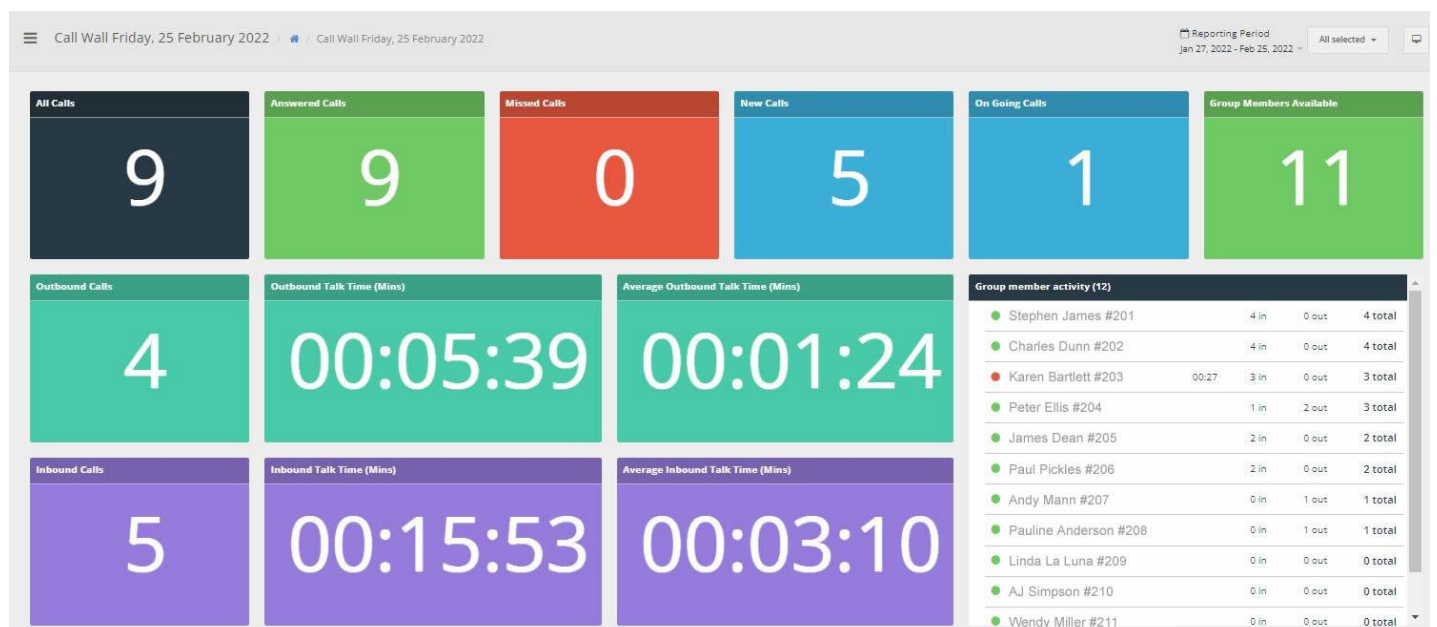 Call Wall Friday, 25 February 2022 / / Call Wall Friday, 25 February 2022
Reporting Period
Jan 27, 2022 - Feb 25, 2022
All selected
All Calls
9
Answered Calls
9
Missed Calls
0
New Calls
5
On Going Calls
1
Group Members Available
11
Outbound Calls
4
Outbound Talk Time (Mins)
00:05:39
Average Outbound Talk Time (Mins)
00:01:24
Inbound Calls
5
Inbound Talk Time (Mins)
00:15:53
Average Inbound Talk Time (Mins)
00:03:10
Group member activity (12)
Stephen James #201 4 in 0 out 4 total
Charles Dunn #202 4 in 0 out 4 total
Karen Bartlett #203 00:27 3 in 0 out 3 total
Peter Ellis #204 1 in 2 out 3 total
James Dean #205 2 in 0 out 2 total
Paul Pickles #206 2 in 0 out 2 total
Andy Mann #207 0 in 1 out 1 total
Pauline Anderson #208 0 in 1 out 1 total
Linda La Luna #209 0 in 0 out 0 total
AJ Simpson #210 0 in 0 out 0 total
Wendy Miller #211 0 in 0 out 0 total